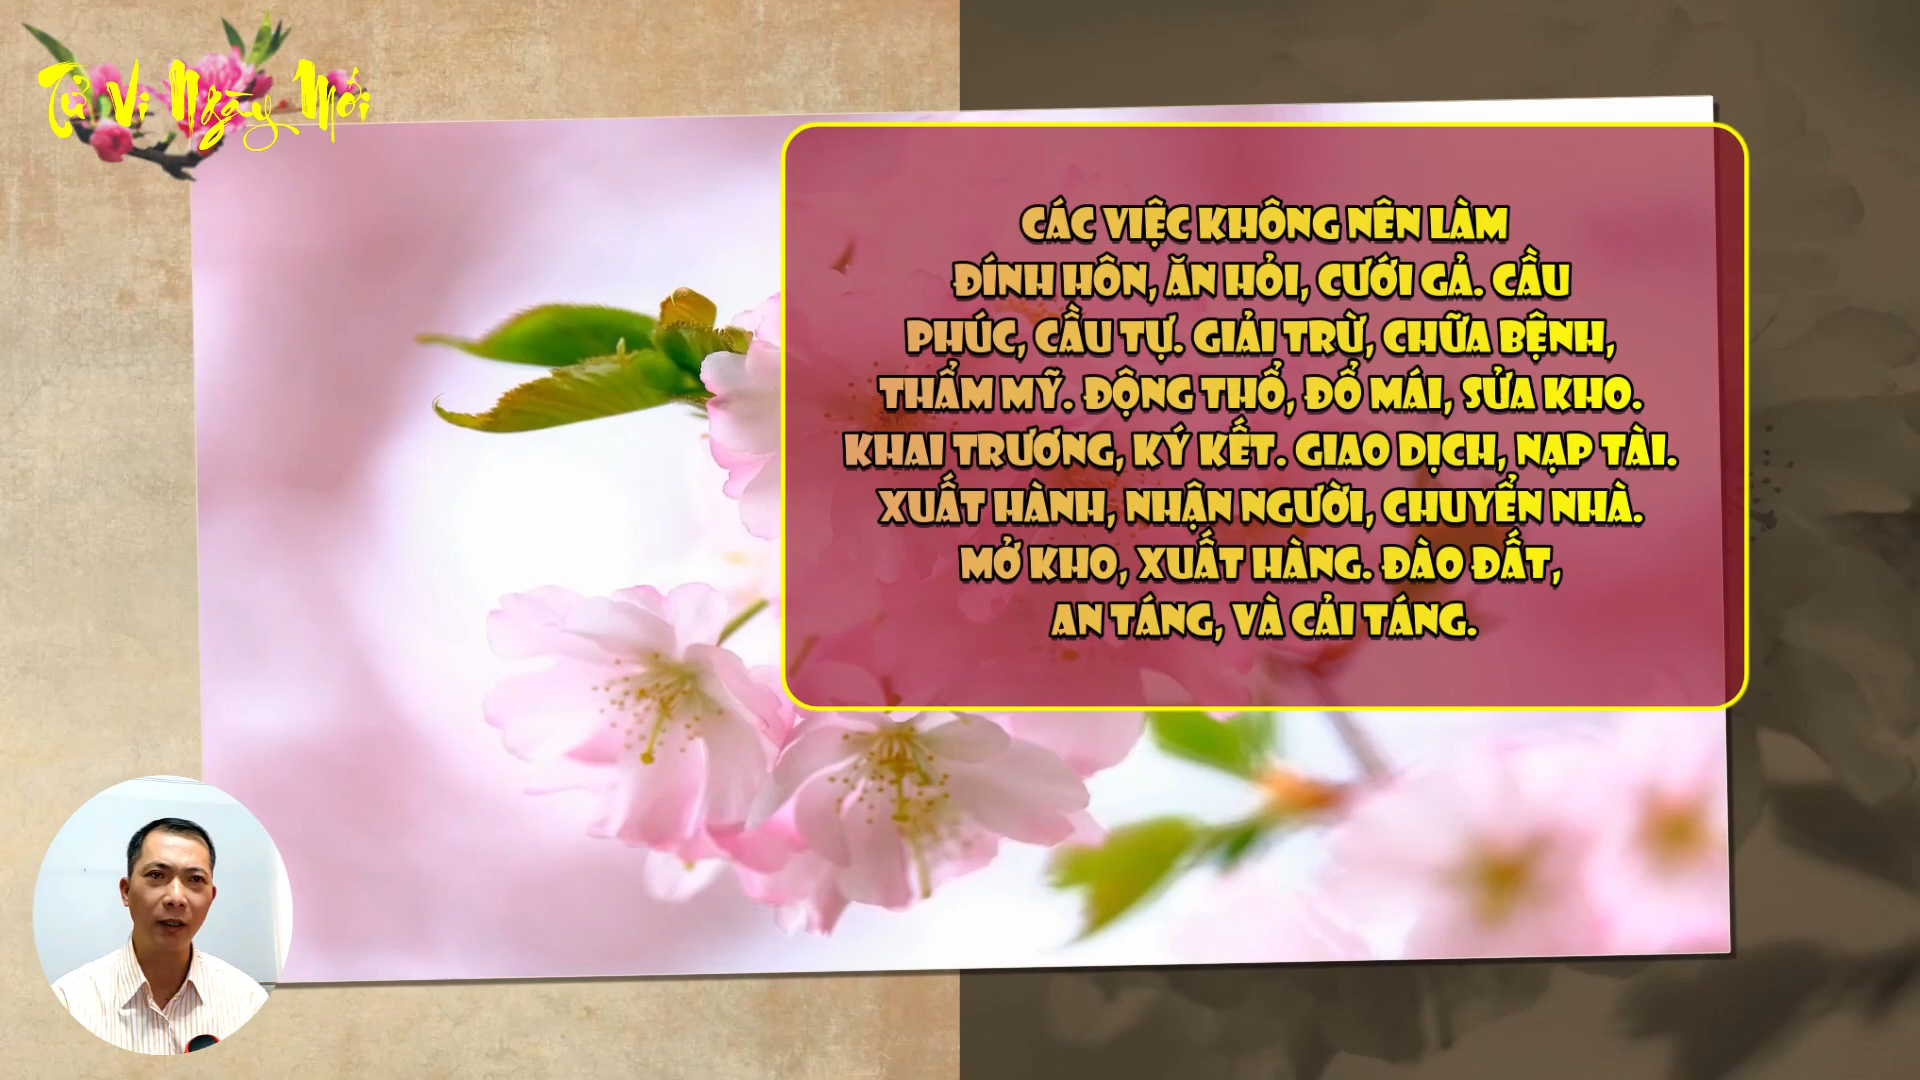 Tử Vi Ngày Mới
CÁC VIỆC KHÔNG NÊN LÀM
ĐÍNH HÔN, ĂN HỎI, CƯỚI GẢ. CẦU
PHÚC, CẦU TỰ. GIẢI TRỪ, CHỮA BỆNH,
THẨM MỸ. ĐỘNG THỔ, ĐỔ MÁI, SỬA KHO.
KHAI TRƯƠNG, KÝ KẾT. GIAO DỊCH, NẠP TÀI.
XUẤT HÀNH, NHẬN NGƯỜI, CHUYỂN NHÀ.
MỞ KHO, XUẤT HÀNG. ĐÀO ĐẤT,
AN TÁNG, VÀ CẢI TÁNG.